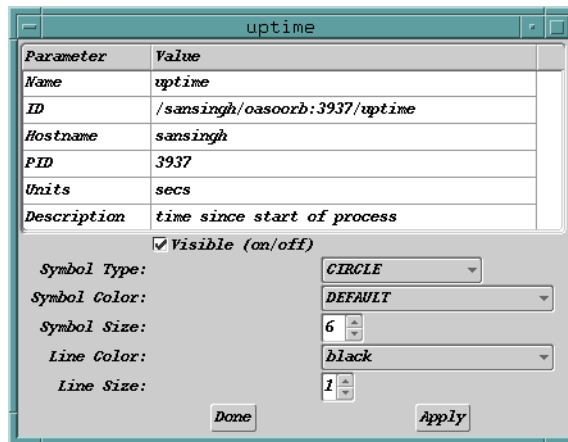 uptime
Parameter Value
Name uptime
ID /sansingh/oasoorb:3937/uptime
Hostname sansingh
PID 3937
Units secs
Description time since start of process
Visible (on/off)
Symbol Type: CIRCLE
Symbol Color: DEFAULT
Symbol Size: 6
Line Color: black
Line Size: 1
Done Apply